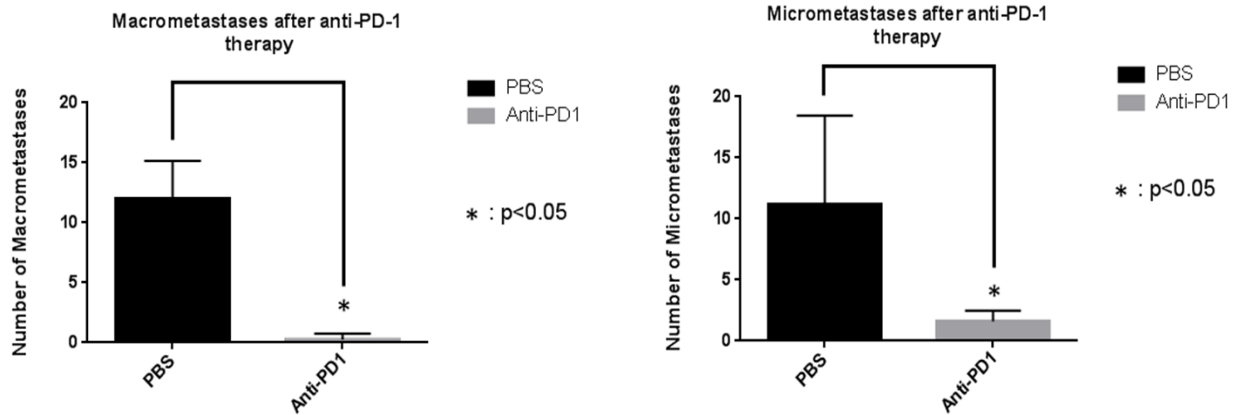 Macrometastases after anti-PD-1
therapy
Number of Macrometastases
20
15
10
5
0
PBS
Anti-PD1
PBS
Anti-PD1
* : p<0.05
*
Micrometastases after anti-PD-1
therapy
Number of Micrometastases
20
15
10
5
0
PBS
Anti-PD1
PBS
Anti-PD1
* : p<0.05
*